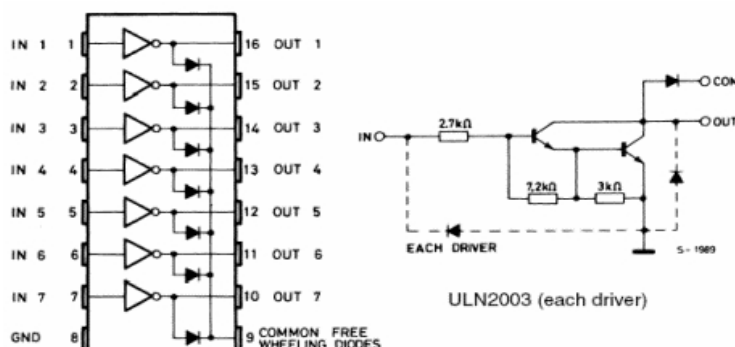 IN 1 1 16 OUT 1
IN 2 2 15 OUT 2
IN 3 3 14 OUT 3
IN 4 4 13 OUT 4
IN 5 5 12 OUT 5
IN 6 6 11 OUT 6
IN 7 7 10 OUT 7
GND 8 9 COMMON FREE
WHEELING DIODES
COM
OUT
IN 2.7kΩ
7,2kΩ 3kΩ
EACH DRIVER
S-1989
ULN2003 (each driver)